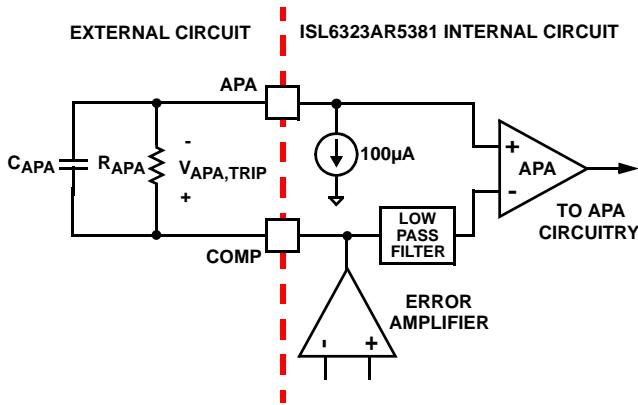 EXTERNAL CIRCUIT
ISL6323AR5381 INTERNAL CIRCUIT
APA
100µA
CAPA
RAPA
-
VAPA,TRIP
+
+
APA
-
TO APA
CIRCUITRY
LOW
PASS
FILTER
COMP
ERROR
AMPLIFIER
- +